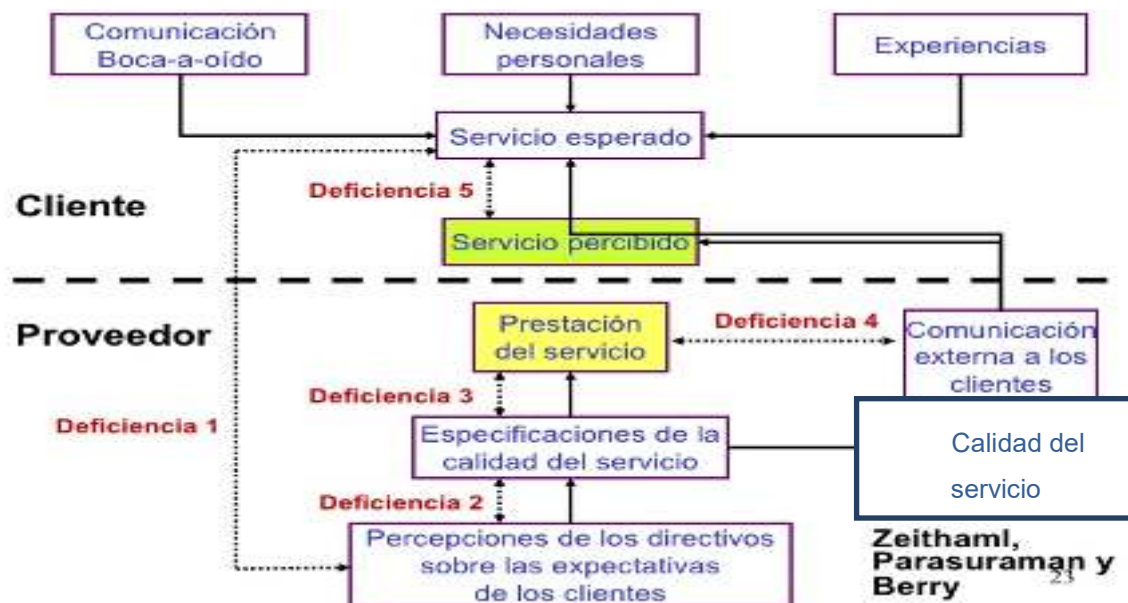 Comunicación
Boca-a-oído
Necesidades
personales
Experiencias
Servicio esperado
Deficiencia 5
Cliente
Servicio percibido
Proveedor
Prestación
del servicio
Deficiencia 4
Comunicación
externa a los
clientes
Deficiencia 3
Deficiencia 1
Especificaciones de la
calidad del servicio
Calidad del
servicio
Deficiencia 2
Percepciones de los directivos
sobre las expectativas
de los clientes
Zeithaml,
Parasuraman y
Berry
23